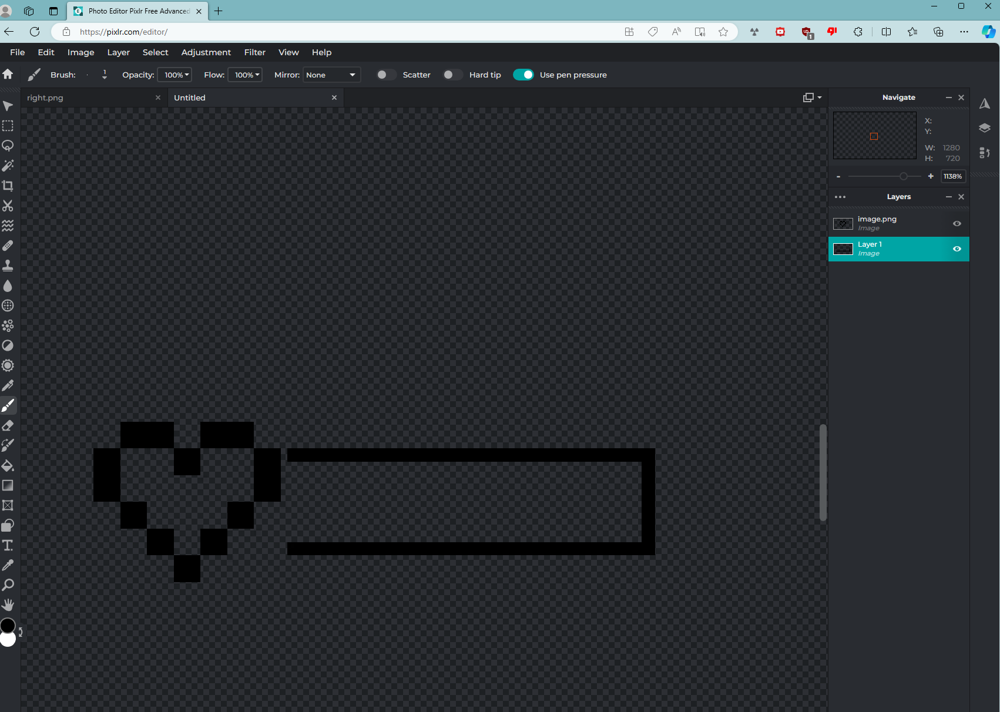 Photo Editor Pixlr Free Advanced
https://pixlr.com/editor/
1
File Edit Image Layer Select Adjustment Filter View Help
Brush: 1 Opacity: 100% Flow: 100% Mirror: None Scatter Hard tip Use pen pressure
right.png Untitled
Navigate
X:
Y:
W: 1280
H: 720
- + 1138%
Layers
image.png
Image
Layer 1
Image